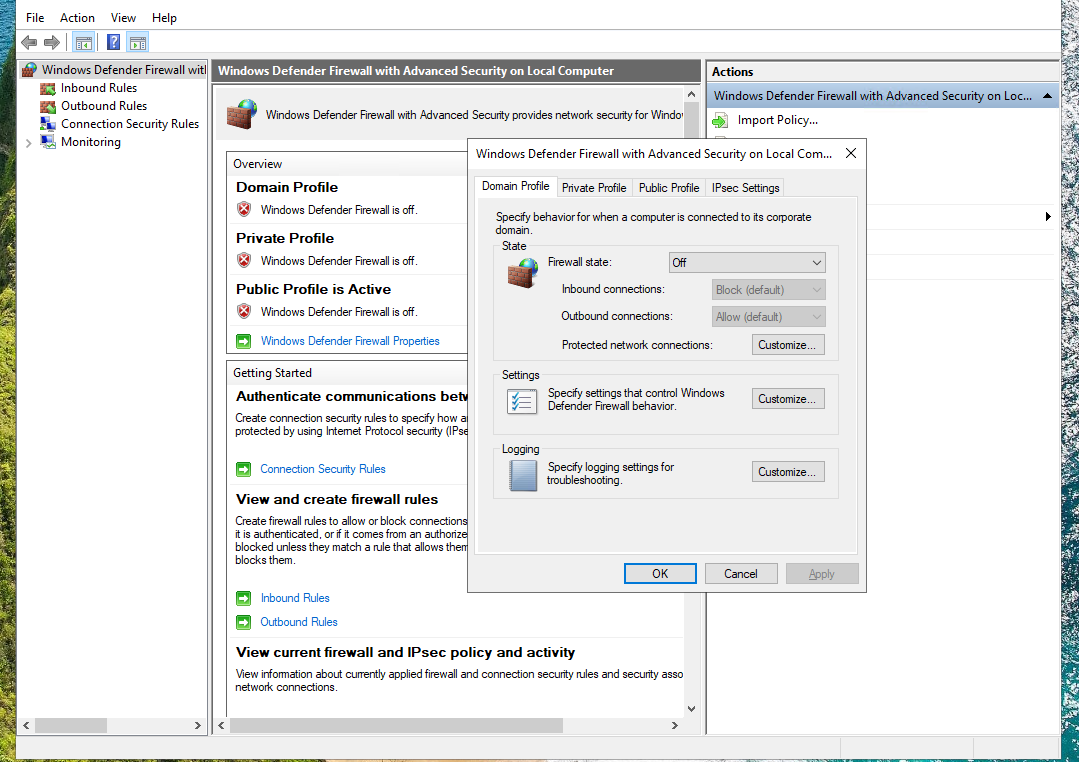 File Action View Help
Windows Defender Firewall wit
Inbound Rules
Outbound Rules
Connection Security Rules
Monitoring
Windows Defender Firewall with Advanced Security on Local Computer
Windows Defender Firewall with Advanced Security provides network security for Window
Overview
Domain Profile
Windows Defender Firewall is off.
Private Profile
Windows Defender Firewall is off.
Public Profile is Active
Windows Defender Firewall is off.
Windows Defender Firewall Properties
Getting Started
Authenticate communications betw
Create connection security rules to specify how a
protected by using Internet Protocol security (IPse
Connection Security Rules
View and create firewall rules
Create firewall rules to allow or block connections
it is authenticated, or if it comes from an authorize
blocked unless they match a rule that allows them
blocks them.
Inbound Rules
Outbound Rules
View current firewall and IPsec policy and activity
View information about currently applied firewall and connection security rules and security asso
network connections.
Actions
Windows Defender Firewall with Advanced Security on Loc...
Import Policy...
Windows Defender Firewall with Advanced Security on Local Com...
Domain Profile Private Profile Public Profile IPsec Settings
Specify behavior for when a computer is connected to its corporate
domain.
State
Firewall state: Off
Inbound connections: Block (default)
Outbound connections: Allow (default)
Protected network connections: Customize...
Settings
Specify settings that control Windows
Defender Firewall behavior.
Customize...
Logging
Specify logging settings for
troubleshooting.
Customize...
OK Cancel Apply